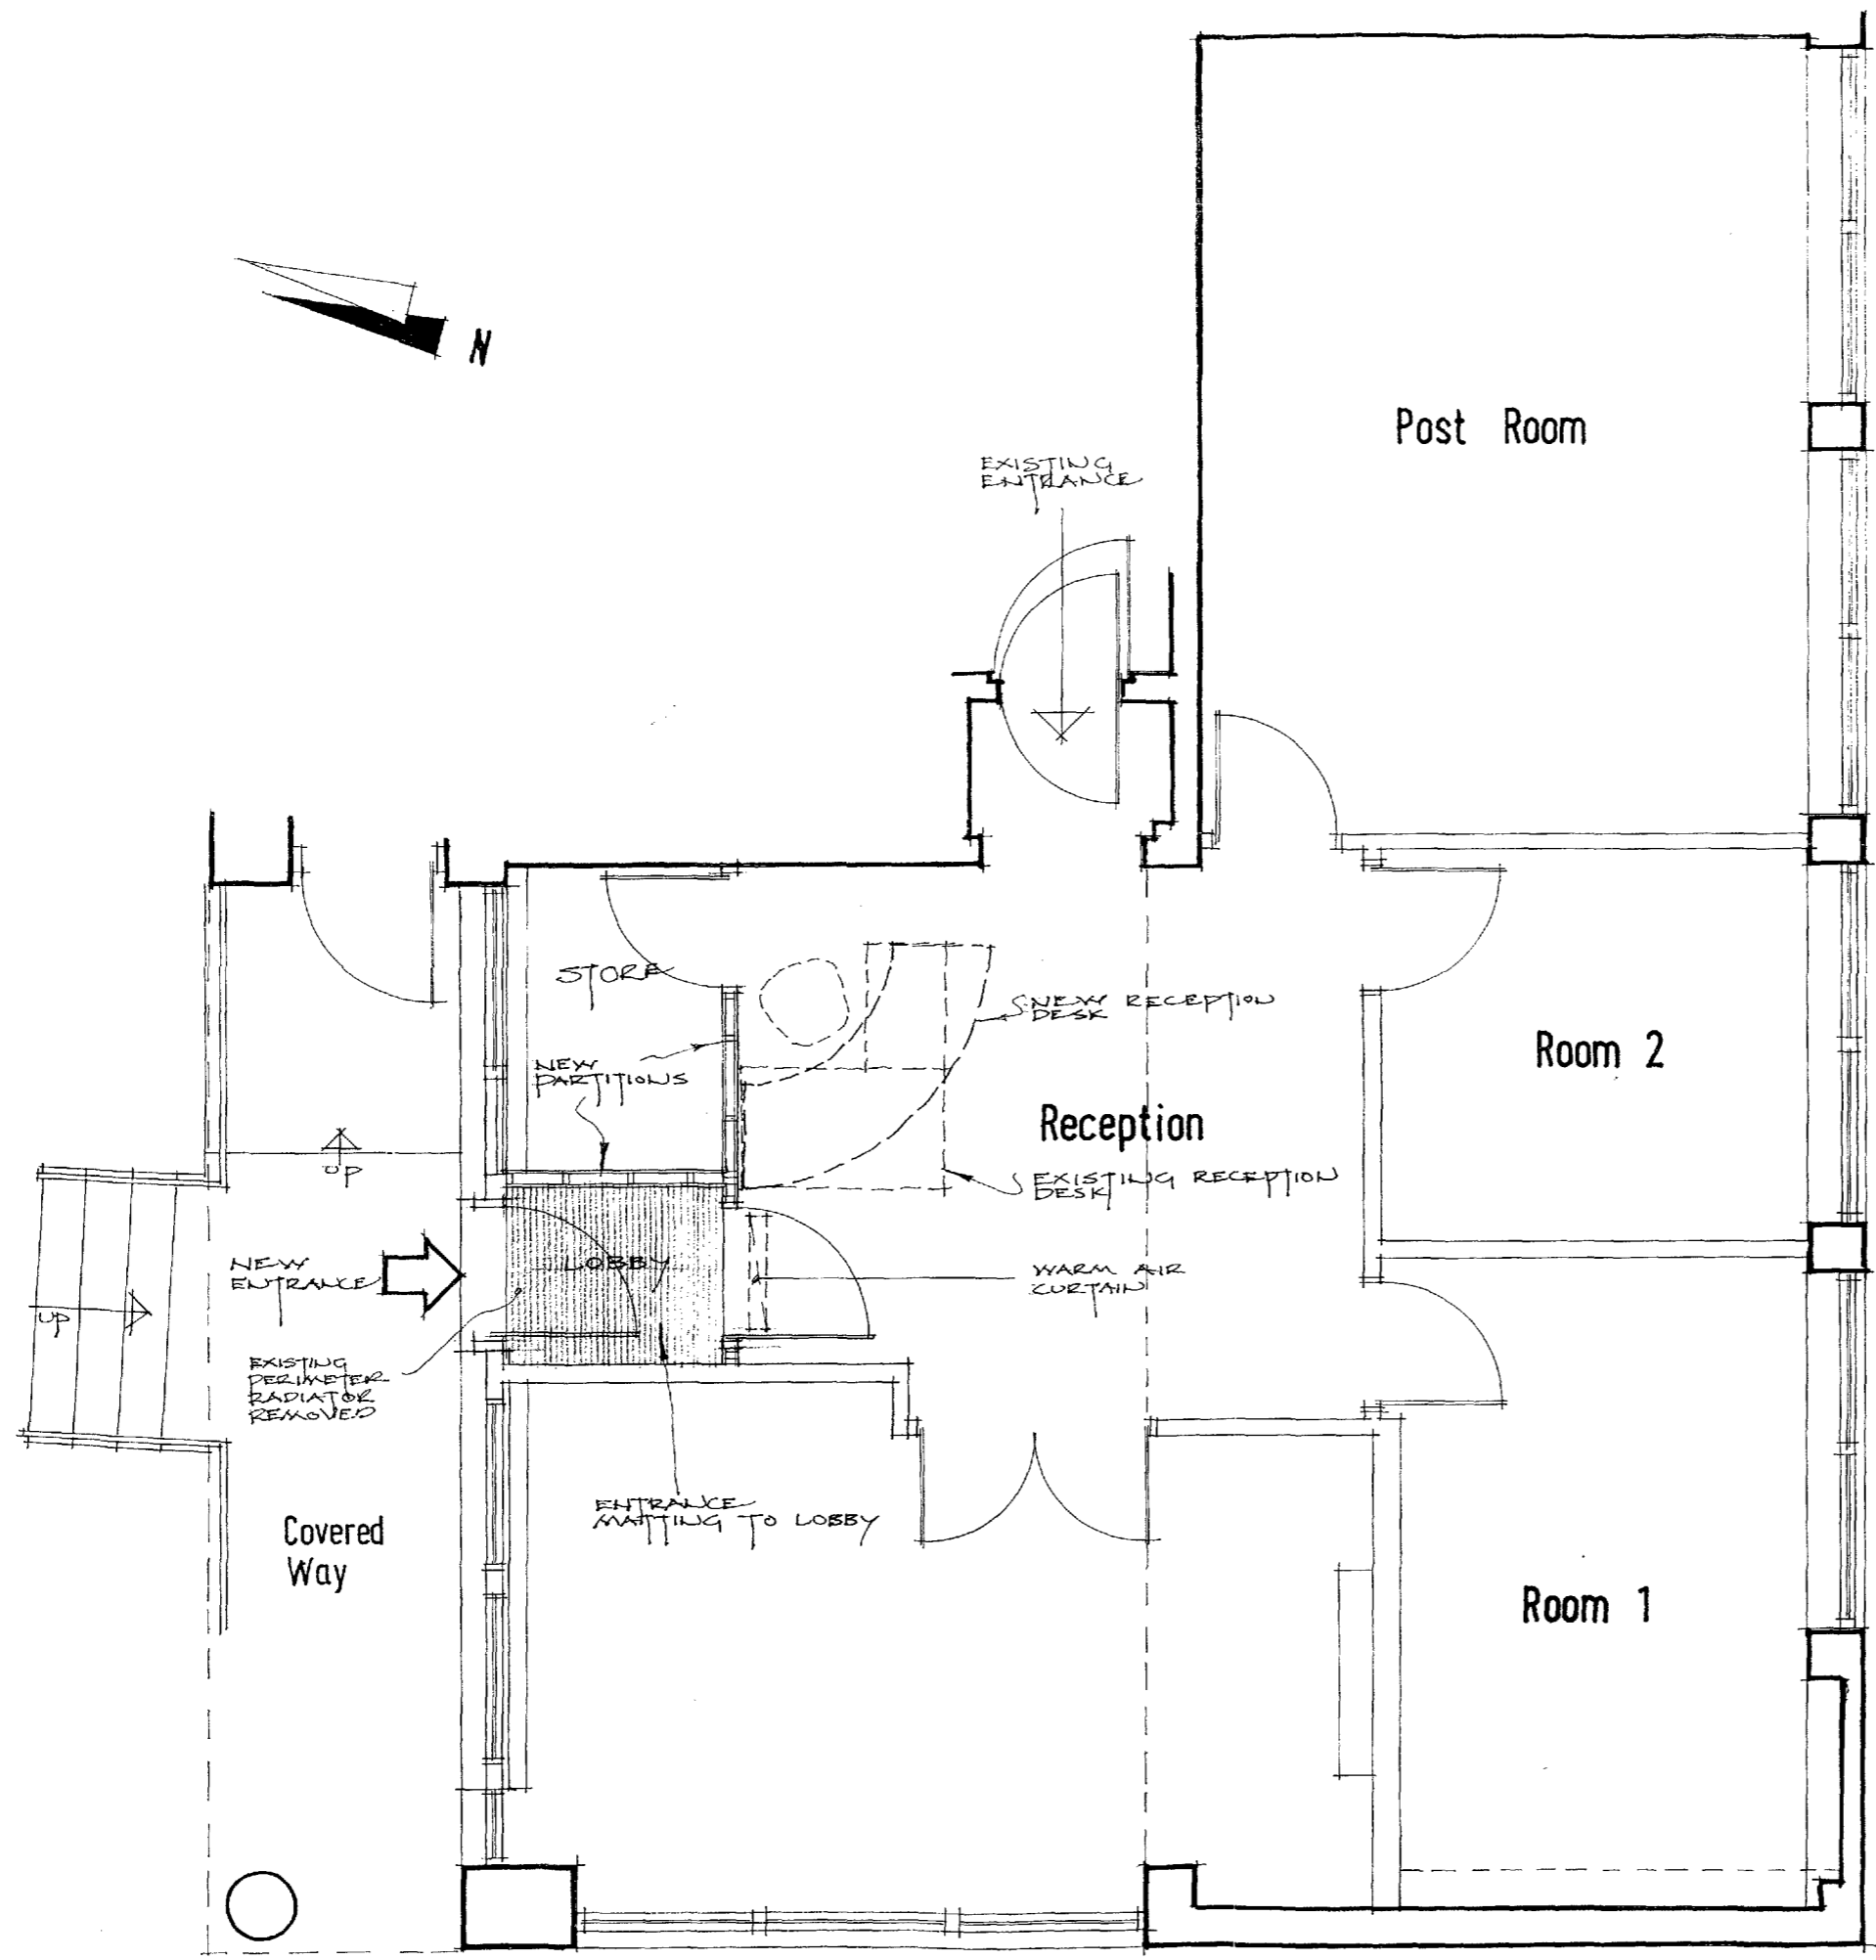 N
Post Room
EXISTING
ENTRANCE
STORE
NEW RECEPTION
DESK
NEW
PARTITIONS
Room 2
Reception
UP
EXISTING RECEPTION
DESK
NEW
ENTRANCE
LOBBY
WARM AIR
CURTAIN
UP
EXISTING
PERIMETER
RADIATOR
REMOVED
ENTRANCE
MATTING TO LOBBY
Covered
Way
Room 1